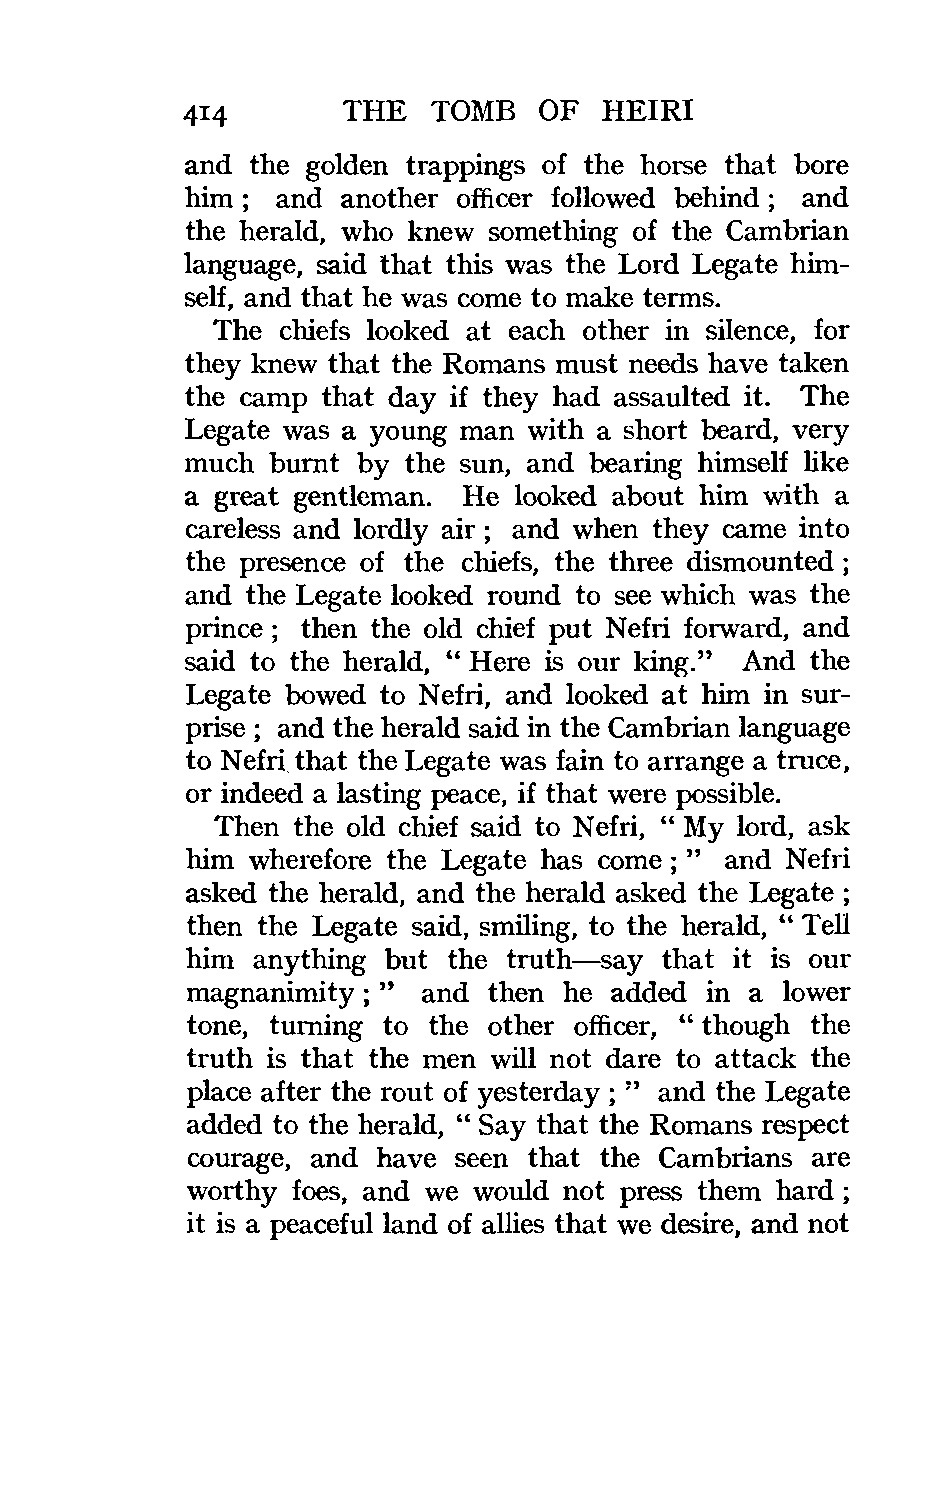 414 THE TOMB OF HEIRI
and the golden trappings of the horse that bore
him ; and another officer followed behind ; and
the herald, who knew something of the Cambrian
language, said that this was the Lord Legate him-
self, and that he was come to make terms.
The chiefs looked at each other in silence, for
they knew that the Romans must needs have taken
the camp that day if they had assaulted it. The
Legate was a young man with a short beard, very
much burnt by the sun, and bearing himself like
a great gentleman. He looked about him with a
careless and lordly air ; and when they came into
the presence of the chiefs, the three dismounted ;
and the Legate looked round to see which was the
prince ; then the old chief put Nefri forward, and
said to the herald, “ Here is our king.” And the
Legate bowed to Nefri, and looked at him in sur-
prise ; and the herald said in the Cambrian language
to Nefri that the Legate was fain to arrange a truce,
or indeed a lasting peace, if that were possible.
Then the old chief said to Nefri, “ My lord, ask
him wherefore the Legate has come ; ” and Nefri
asked the herald, and the herald asked the Legate ;
then the Legate said, smiling, to the herald, “ Tell
him anything but the truth—say that it is our
magnanimity ; ” and then he added in a lower
tone, turning to the other officer, “ though the
truth is that the men will not dare to attack the
place after the rout of yesterday ; ” and the Legate
added to the herald, “ Say that the Romans respect
courage, and have seen that the Cambrians are
worthy foes, and we would not press them hard ;
it is a peaceful land of allies that we desire, and not